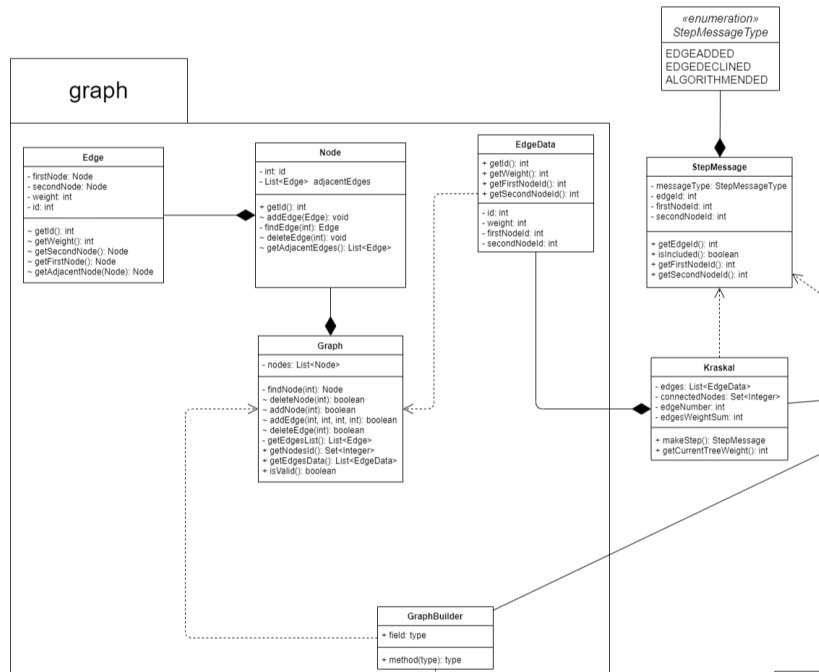 «enumeration»
StepMessageType
EDGEADDED
EDGEDECLINED
ALGORITHMENDED
graph
Edge
- firstNode: Node
- secondNode: Node
- weight: int
- id: int
~ getId(): int
~ getWeight(): int
~ getSecondNode(): Node
~ getFirstNode(): Node
~ getAdjacentNode(Node): Node
Node
- int: id
- List<Edge> adjacentEdges
+ getId(): int
~ addEdge(Edge): void
- findEdge(int): Edge
~ deleteEdge(int): void
~ getAdjacentEdges(): List<Edge>
EdgeData
+ getId(): int
+ getWeight(): int
+ getFirstNodeId(): int
+ getSecondNodeId(): int
- id: int
- weight: int
- firstNodeId: int
- secondNodeId: int
StepMessage
- messageType: StepMessageType
- edgeId: int
- firstNodeId: int
- secondNodeId: int
+ getEdgeId(): int
+ isIncluded(): boolean
+ getFirstNodeId(): int
+ getSecondNodeId(): int
Graph
- nodes: List<Node>
- findNode(int): Node
~ deleteNode(int): boolean
~ addNode(int): boolean
~ addEdge(int, int, int, int): boolean
~ deleteEdge(int): boolean
- getEdgesList(): List<Edge>
+ getNodesId(): Set<Integer>
+ getEdgesData(): List<EdgeData>
+ isValid(): boolean
Kraskal
- edges: List<EdgeData>
- connectedNodes: Set<Integer>
- edgeNumber: int
- edgesWeightSum: int
+ makeStep(): StepMessage
+ getCurrentTreeWeight(): int
GraphBuilder
+ field: type
+ method(type): type